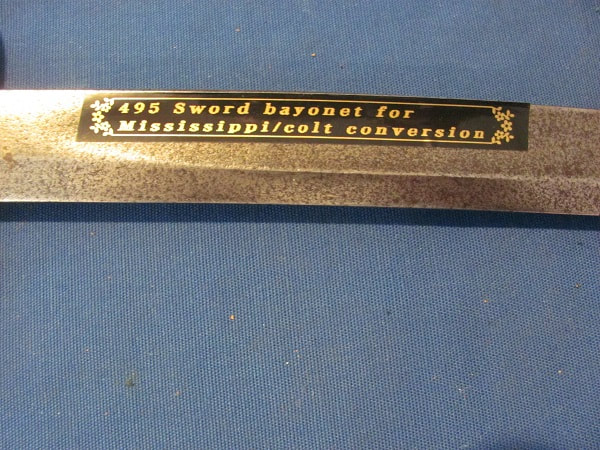 495 Sword bayonet for
Mississippi/colt conversion